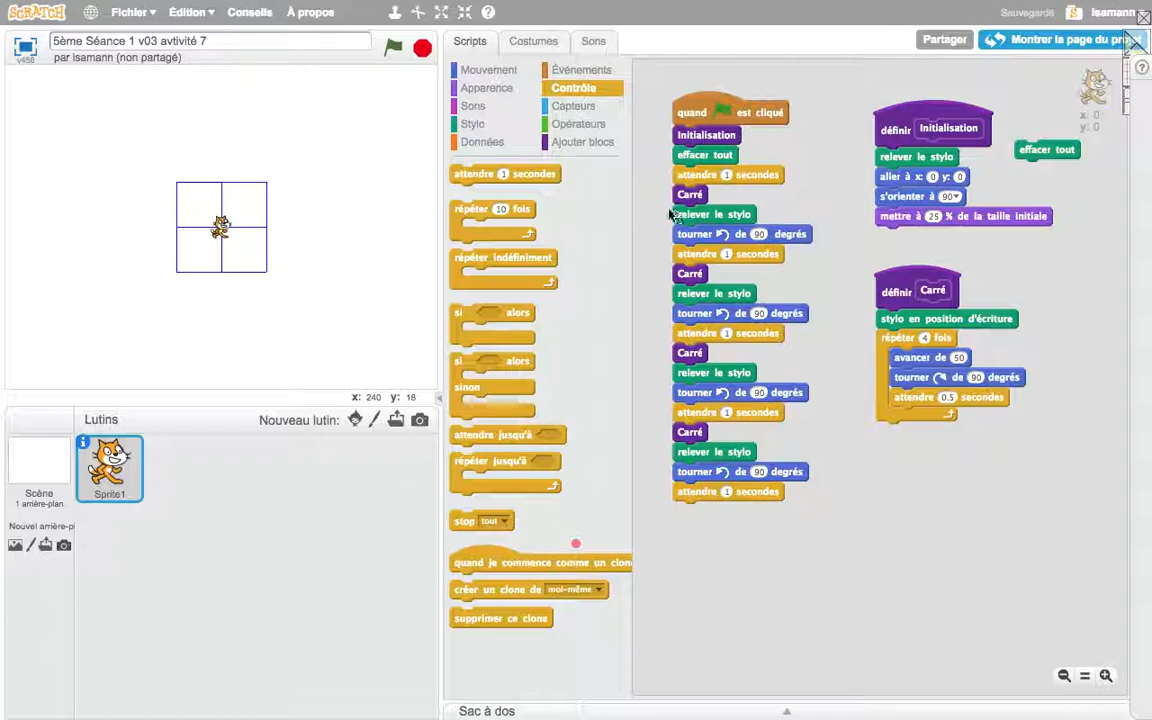 SCRATCH Fichier Édition Conseils À propos Sauvegardé lsamann
v458 5ème Séance 1 v03 avtivité 7
par lsamann (non partagé)
Scripts Costumes Sons
Partager Montrer la page du pro
Mouvement Événements
Apparence Contrôle
Sons Capteurs
Stylo Opérateurs
Données Ajouter blocs
attendre 1 secondes
répéter 10 fois
répéter indéfiniment
si alors
si alors
sinon
attendre jusqu'à
répéter jusqu'à
stop tout
quand je commence comme un clone
créer un clone de moi-même
supprimer ce clone
quand est cliqué
Initialisation
effacer tout
attendre 1 secondes
Carré
relever le stylo
tourner de 90 degrés
attendre 1 secondes
Carré
relever le stylo
tourner de 90 degrés
attendre 1 secondes
Carré
relever le stylo
tourner de 90 degrés
attendre 1 secondes
Carré
relever le stylo
tourner de 90 degrés
attendre 1 secondes
définir Initialisation
relever le stylo
aller à x: 0 y: 0
s'orienter à 90
mettre à 25 % de la taille initiale
effacer tout
définir Carré
stylo en position d'écriture
répéter 4 fois
avancer de 50
tourner de 90 degrés
attendre 0.5 secondes
x: 0
y: 0
x: 240 y: 18
Lutins Nouveau lutin:
Scène
1 arrière-plan
Sprite1
Nouvel arrière-pl
Sac à dos